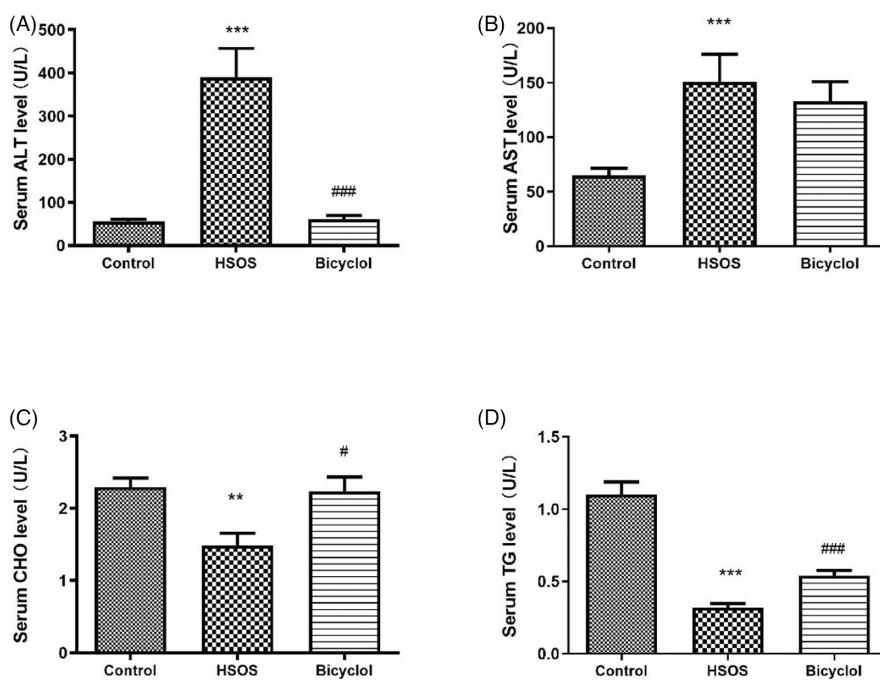 (A)
Serum ALT level（U/L）
500
400
300
200
100
0
***
###
Control HSOS Bicyclol
(B)
Serum AST level（U/L）
200
150
100
50
0
***
Control HSOS Bicyclol
(C)
Serum CHO level（U/L）
3
2
1
0
**
#
Control HSOS Bicyclol
(D)
Serum TG level（U/L）
1.5
1.0
0.5
0.0
***
###
Control HSOS Bicyclol